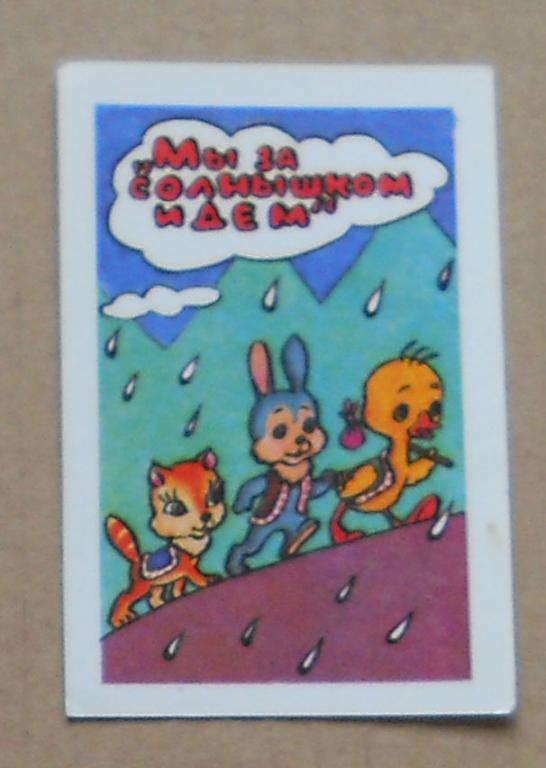 „Мы за
солнышком
идем"